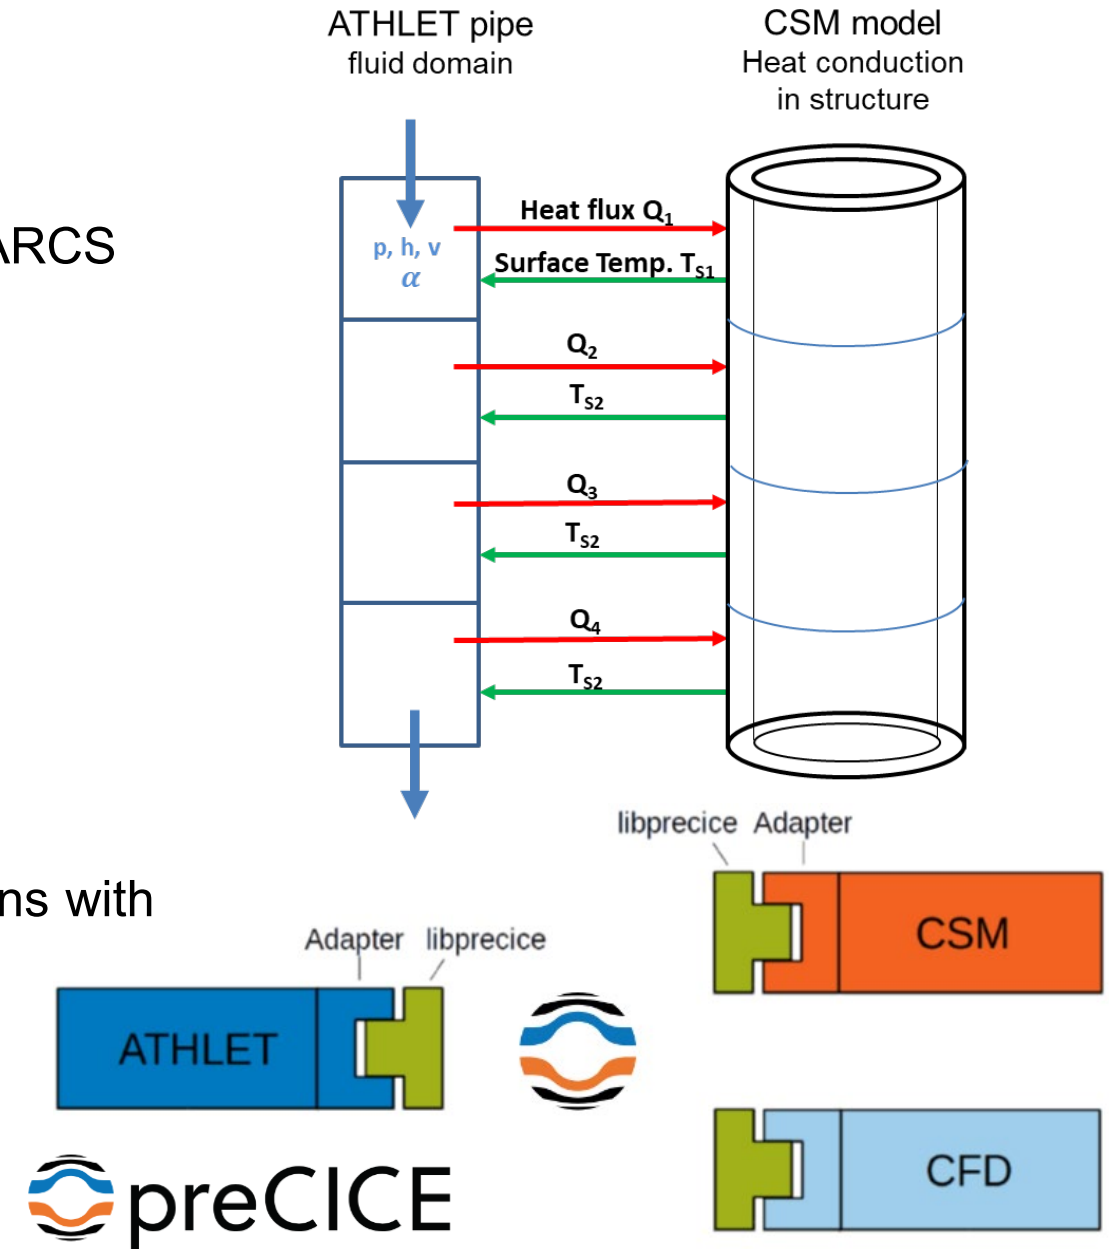 ATHLET pipe
fluid domain
CSM model
Heat conduction
in structure
ARCS
p, h, v
α
Heat flux Q₁
Surface Temp. Tₛ₁
Q₂
Tₛ₂
Q₃
Tₛ₂
Q₄
Tₛ₂
libprecice Adapter
CSM
ns with
Adapter libprecice
ATHLET
CFD
preCICE